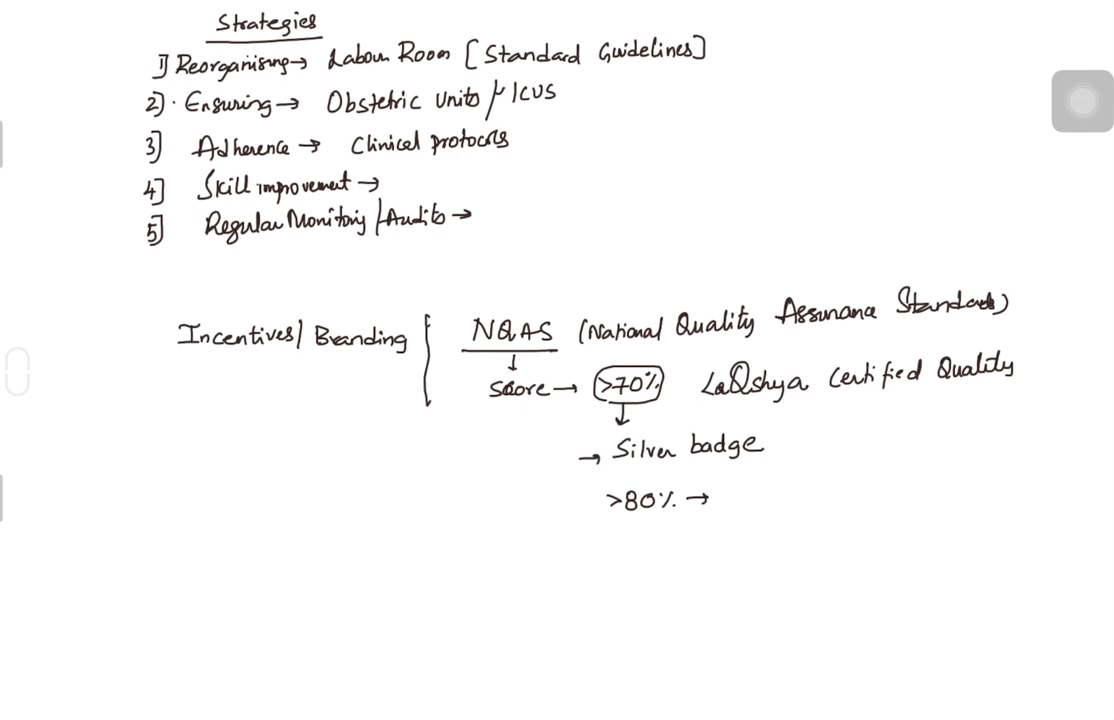 Strategies
1] Reorganising → Labour Room [Standard Guidelines]
2]. Ensuring → Obstetric Units / ICUS
3] Adherence → Clinical protocols
4] Skill improvement →
5] Regular Monitoring / Audits →
Incentives / Branding { NQAS (National Quality Assurance Standards)
↓
Score → >70% LaQshya Certified Quality
↓
→ Silver badge
>80% →